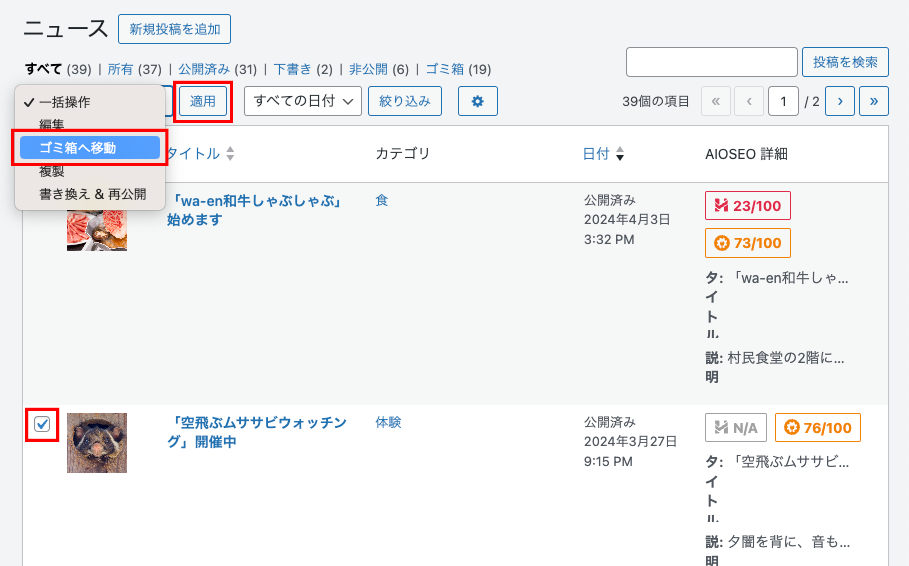 ニュース 新規投稿を追加
すべて (39) | 所有 (37) | 公開済み (31) | 下書き (2) | 非公開 (6) | ゴミ箱 (19)
投稿を検索
一括操作
編集
ゴミ箱へ移動
複製
書き換え & 再公開
適用 すべての日付 絞り込み
39個の項目 « ‹ 1 / 2 › »
タイトル カテゴリ 日付 AIOSEO 詳細
「wa-en和牛しゃぶしゃぶ」
始めます
食
公開済み
2024年4月3日
3:32 PM
23/100
73/100
タイトル: 「wa-en和牛しゃ...
説明: 村民食堂の2階に...
「空飛ぶムササビウォッチン
グ」開催中
体験
公開済み
2024年3月27日
9:15 PM
N/A 76/100
タイトル: 「空飛ぶムササビ...
説明: 夕闇を背に、音も...